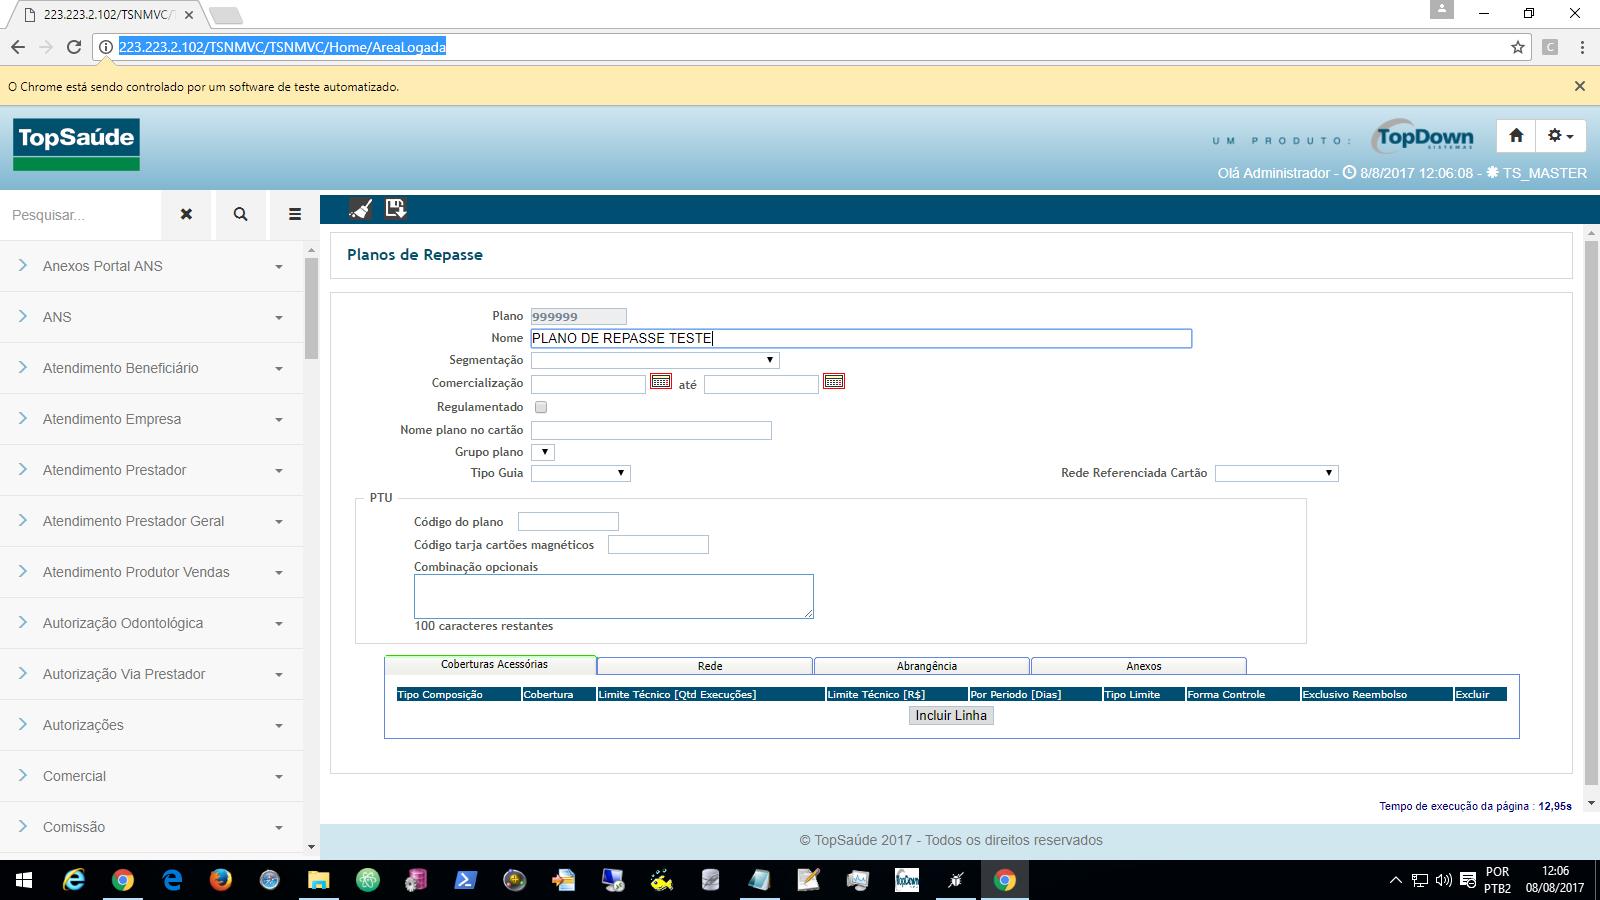 223.223.2.102/TSNMVC/T
223.223.2.102/TSNMVC/TSNMVC/Home/AreaLogada
C
O Chrome está sendo controlado por um software de teste automatizado.
TopSaúde
UM PRODUTO:
TopDown
SISTEMAS
Olá Administrador - 8/8/2017 12:06:08 - TS_MASTER
Pesquisar...
Anexos Portal ANS
ANS
Atendimento Beneficiário
Atendimento Empresa
Atendimento Prestador
Atendimento Prestador Geral
Atendimento Produtor Vendas
Autorização Odontológica
Autorização Via Prestador
Autorizações
Comercial
Comissão
Planos de Repasse
Plano 999999
Nome PLANO DE REPASSE TESTE
Segmentação
Comercialização até
Regulamentado
Nome plano no cartão
Grupo plano
Tipo Guia Rede Referenciada Cartão
PTU
Código do plano
Código tarja cartões magnéticos
Combinação opcionais
100 caracteres restantes
Coberturas Acessórias Rede Abrangência Anexos
Tipo Composição Cobertura Limite Técnico [Qtd Execuções] Limite Técnico [R$] Por Periodo [Dias] Tipo Limite Forma Controle Exclusivo Reembolso Excluir
Incluir Linha
Tempo de execução da página : 12,95s
© TopSaúde 2017 - Todos os direitos reservados
TopDown
POR
PTB2
12:06
08/08/2017